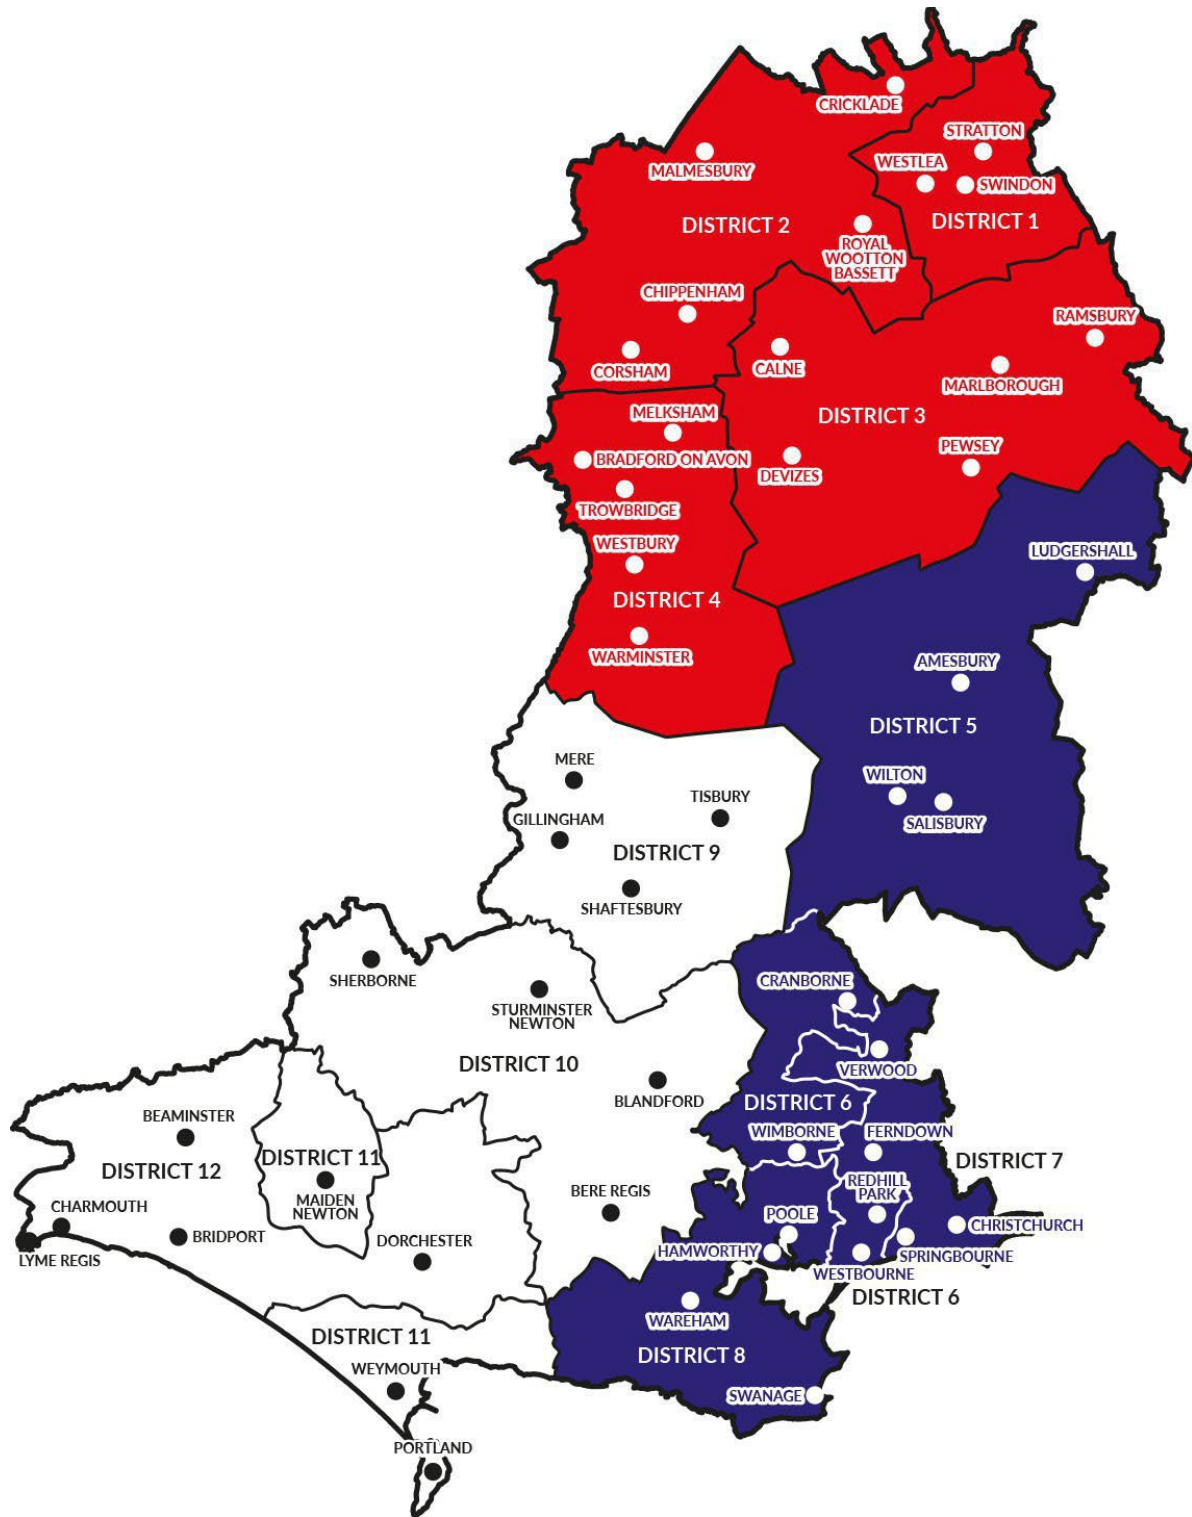 CRICKLADE
STRATTON
MALMESBURY
WESTLEA
SWINDON
DISTRICT 2
DISTRICT 1
ROYAL
WOOTTON
BASSETT
CHIPPENHAM
RAMSBURY
CORSHAM
CALNE
MARLBOROUGH
MELKSHAM
DISTRICT 3
BRADFORD ON AVON
PEWSEY
DEVIZES
TROWBRIDGE
WESTBURY
LUDGERSHALL
DISTRICT 4
WARMINSTER
AMESBURY
DISTRICT 5
MERE
WILTON
TISBURY
GILLINGHAM
SALISBURY
DISTRICT 9
SHAFTESBURY
SHERBORNE
CRANBORNE
STURMINSTER
NEWTON
DISTRICT 10
VERWOOD
BLANDFORD
DISTRICT 6
BEAMINSTER
WIMBORNE
FERNDOWN
DISTRICT 12
DISTRICT 11
DISTRICT 7
MAIDEN
NEWTON
BERE REGIS
REDHILL
PARK
CHARMOUTH
POOLE
CHRISTCHURCH
BRIDPORT
DORCHESTER
HAMWORTHY
SPRINGBOURNE
LYME REGIS
WESTBOURNE
DISTRICT 6
WAREHAM
DISTRICT 11
DISTRICT 8
WEYMOUTH
SWANAGE
PORTLAND